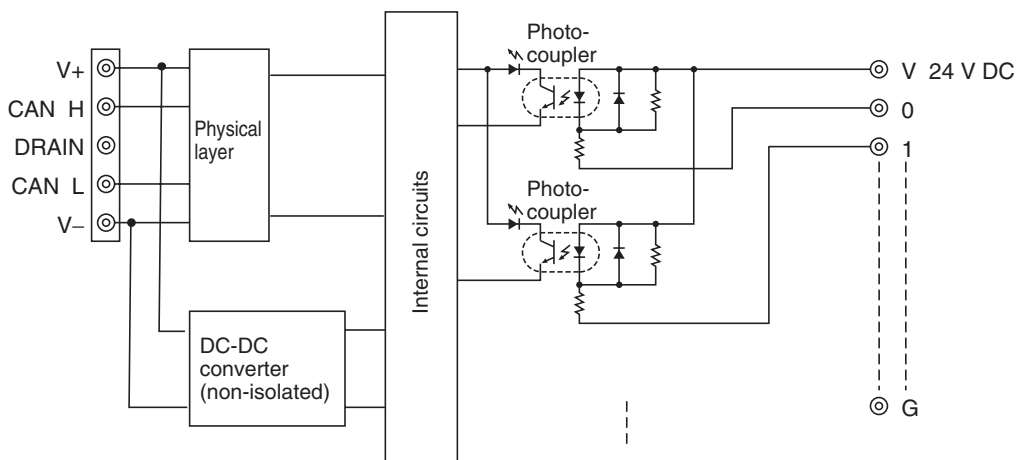 V+
CAN H
DRAIN
CAN L
V–
Physical
layer
DC-DC
converter
(non-isolated)
Internal circuits
Photo-
coupler
Photo-
coupler
V 24 V DC
0
1
G